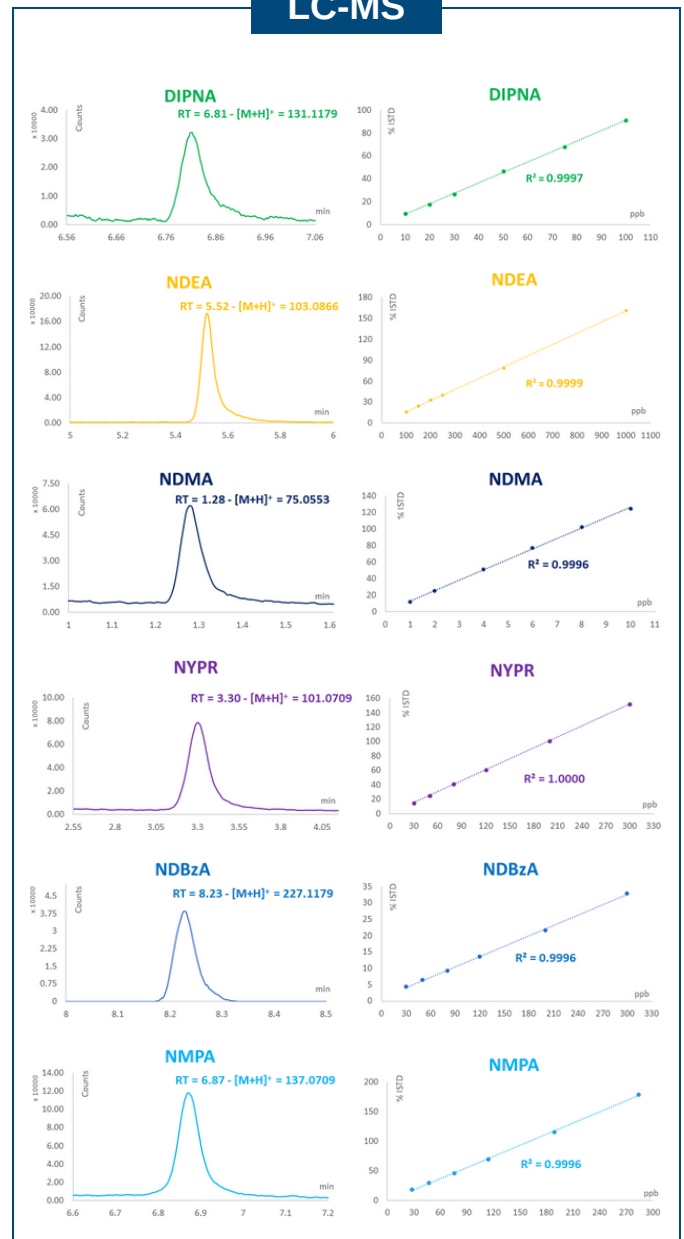 LC-MS
DIPNA
RT = 6.81 - [M+H]⁺ = 131.1179
x 10000
Counts
4.00
3.00
2.00
1.00
0.00
min
6.56 6.66 6.76 6.86 6.96 7.06
DIPNA
% ISTD
100
80
60
40
20
0
R² = 0.9997
ppb
0 10 20 30 40 50 60 70 80 90 100 110
NDEA
RT = 5.52 - [M+H]⁺ = 103.0866
x 10000
Counts
20.00
16.00
12.00
8.00
4.00
0.00
min
5 5.2 5.4 5.6 5.8 6
NDEA
% ISTD
180
150
120
90
60
30
0
R² = 0.9999
ppb
0 100 200 300 400 500 600 700 800 900 1000 1100
NDMA
RT = 1.28 - [M+H]⁺ = 75.0553
x 10000
Counts
7.50
6.00
4.50
3.00
1.50
0.00
min
1 1.1 1.2 1.3 1.4 1.5 1.6
NDMA
% ISTD
140
120
100
80
60
40
20
0
R² = 0.9996
ppb
0 1 2 3 4 5 6 7 8 9 10 11
NYPR
RT = 3.30 - [M+H]⁺ = 101.0709
x 10000
Counts
10.00
8.00
6.00
4.00
2.00
0.00
min
2.55 2.8 3.05 3.3 3.55 3.8 4.05
NYPR
% ISTD
160
140
120
100
80
60
40
20
0
R² = 1.0000
ppb
0 30 60 90 120 150 180 210 240 270 300 330
NDBzA
RT = 8.23 - [M+H]⁺ = 227.1179
x 10000
Counts
4.5
3.75
3
2.25
1.5
0.75
0
min
8 8.1 8.2 8.3 8.4 8.5
NDBzA
% ISTD
35
30
25
20
15
10
5
0
R² = 0.9996
ppb
0 30 60 90 120 150 180 210 240 270 300 330
NMPA
RT = 6.87 - [M+H]⁺ = 137.0709
x 10000
Counts
14.00
12.00
10.00
8.00
6.00
4.00
2.00
0.00
min
6.6 6.7 6.8 6.9 7 7.1 7.2
NMPA
% ISTD
200
150
100
50
0
R² = 0.9996
ppb
0 30 60 90 120 150 180 210 240 270 300